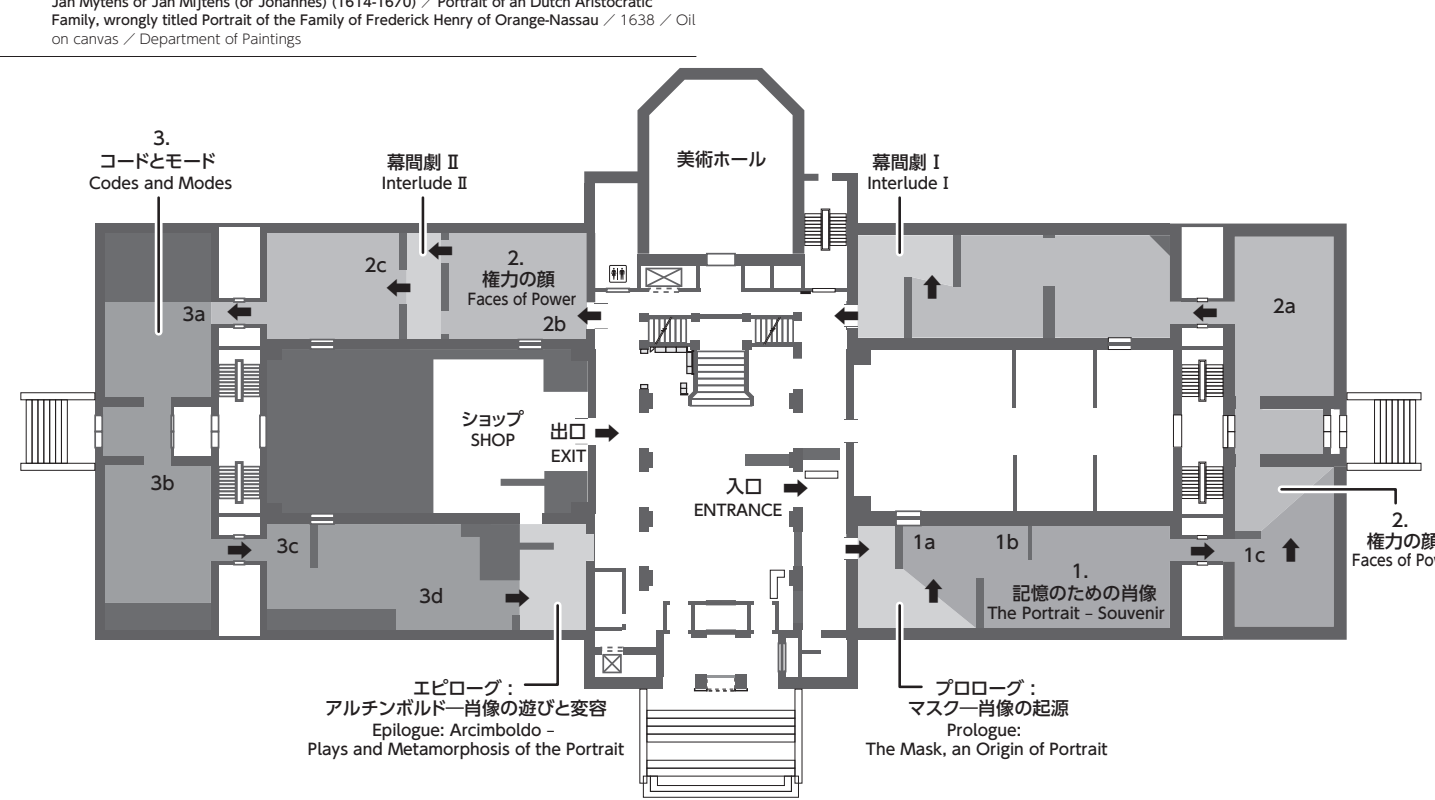 Jan Mytens or Jan Mijtens (or Johannes) (1614-1670) ／ Portrait of an Dutch Aristocratic
Family, wrongly titled Portrait of the Family of Frederick Henry of Orange-Nassau ／ 1638 ／ Oil
on canvas ／ Department of Paintings
美術ホール
3.
コードとモード
Codes and Modes
幕間劇 Ⅱ
Interlude Ⅱ
幕間劇 Ⅰ
Interlude Ⅰ
2c
2.
権力の顔
Faces of Power
2b
3a
2a
ショップ
SHOP
出口
EXIT
入口
ENTRANCE
3b
3c
3d
1a
1b
1.
記憶のための肖像
The Portrait – Souvenir
1c
2.
権力の顔
Faces of Po
エピローグ：
アルチンボルド―肖像の遊びと変容
Epilogue: Arcimboldo –
Plays and Metamorphosis of the Portrait
プロローグ：
マスク―肖像の起源
Prologue:
The Mask, an Origin of Portrait